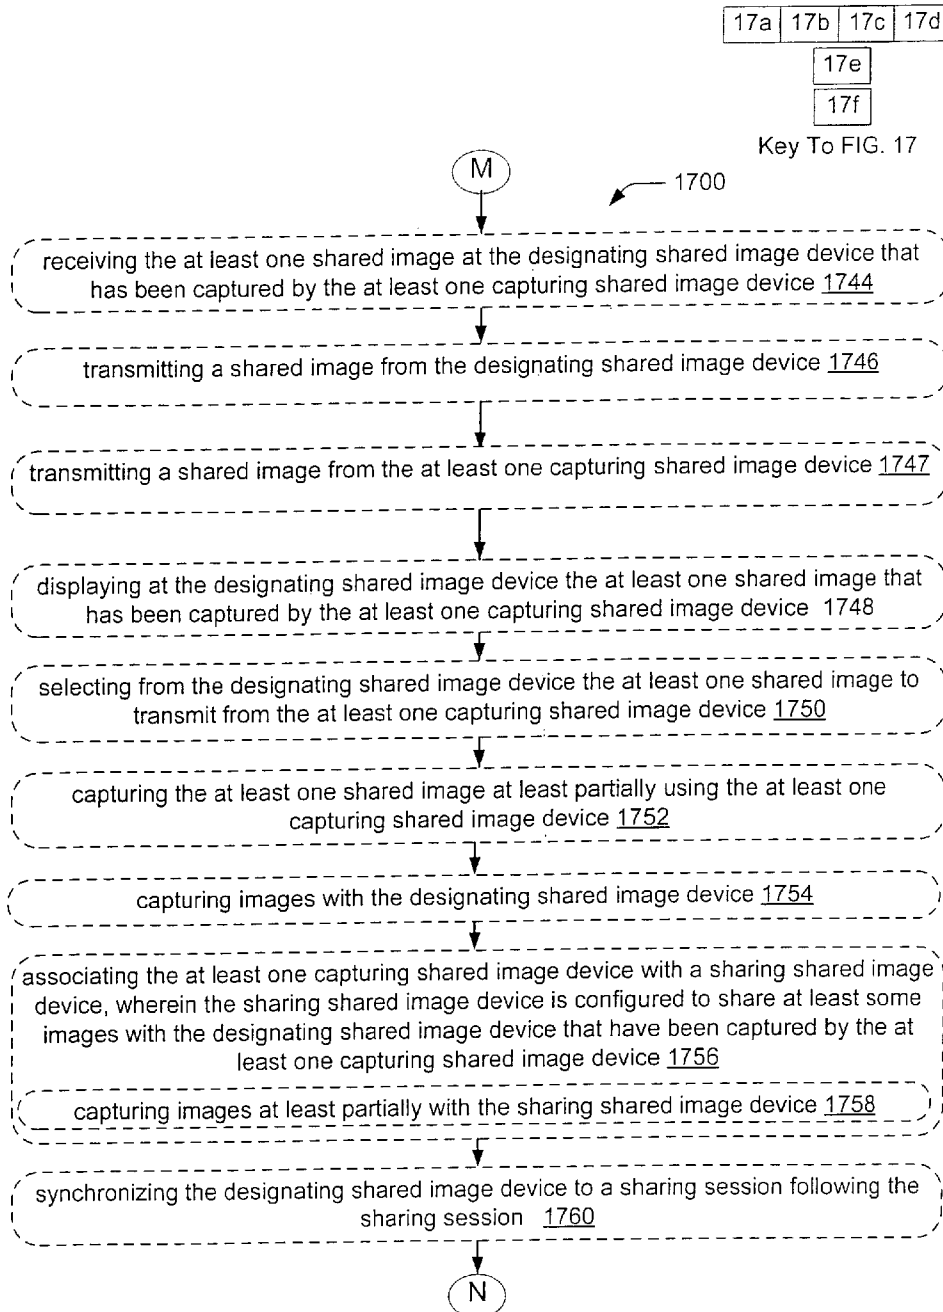 17a 17b 17c 17d
17e
17f
Key To FIG. 17
M
1700
receiving the at least one shared image at the designating shared image device that
has been captured by the at least one capturing shared image device 1744
transmitting a shared image from the designating shared image device 1746
transmitting a shared image from the at least one capturing shared image device 1747
displaying at the designating shared image device the at least one shared image that
has been captured by the at least one capturing shared image device 1748
selecting from the designating shared image device the at least one shared image to
transmit from the at least one capturing shared image device 1750
capturing the at least one shared image at least partially using the at least one
capturing shared image device 1752
capturing images with the designating shared image device 1754
associating the at least one capturing shared image device with a sharing shared image
device, wherein the sharing shared image device is configured to share at least some
images with the designating shared image device that have been captured by the at
least one capturing shared image device 1756
capturing images at least partially with the sharing shared image device 1758
synchronizing the designating shared image device to a sharing session following the
sharing session 1760
N